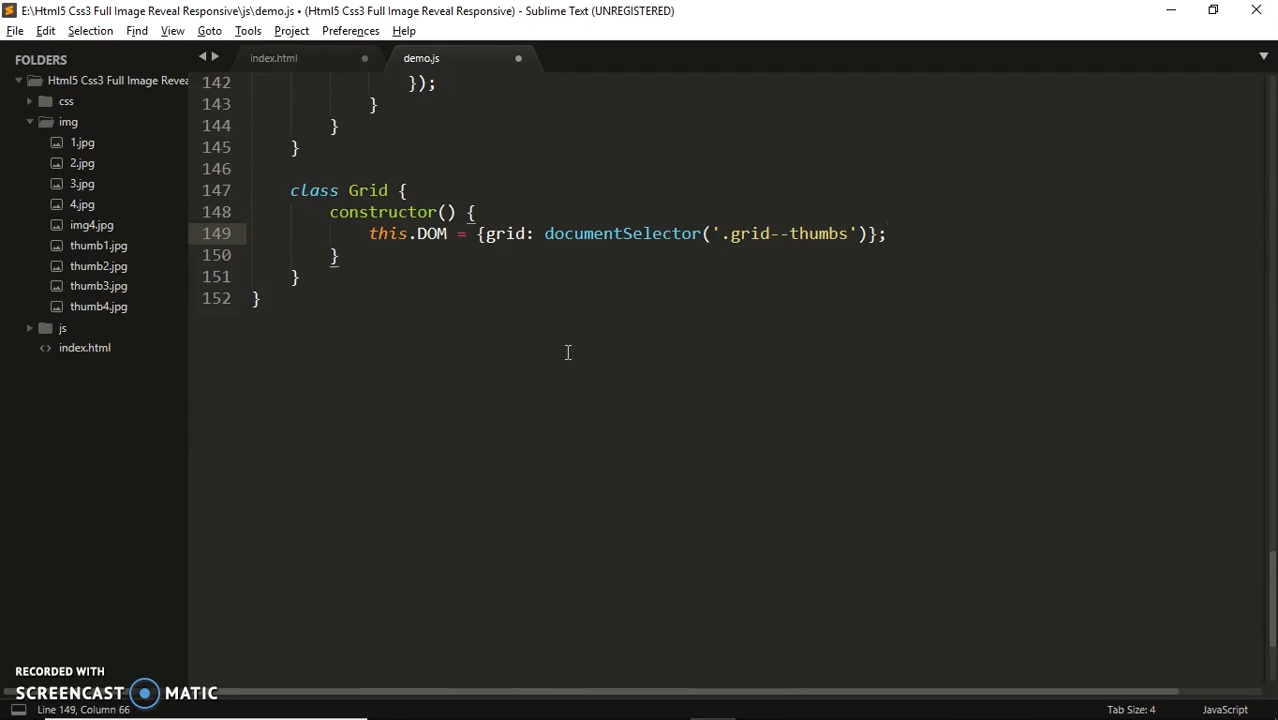 E:\Html5 Css3 Full Image Reveal Responsive\js\demo.js • (Html5 Css3 Full Image Reveal Responsive) - Sublime Text (UNREGISTERED)
File Edit Selection Find View Goto Tools Project Preferences Help
FOLDERS
Html5 Css3 Full Image Revea
css
img
1.jpg
2.jpg
3.jpg
4.jpg
img4.jpg
thumb1.jpg
thumb2.jpg
thumb3.jpg
thumb4.jpg
js
index.html
index.html demo.js
142 });
143 }
144 }
145 }
146
147 class Grid {
148 constructor() {
149 this.DOM = {grid: documentSelector('.grid--thumbs')};
150 }
151 }
152 }
RECORDED WITH
SCREENCAST MATIC
Line 149, Column 66 Tab Size: 4 JavaScript